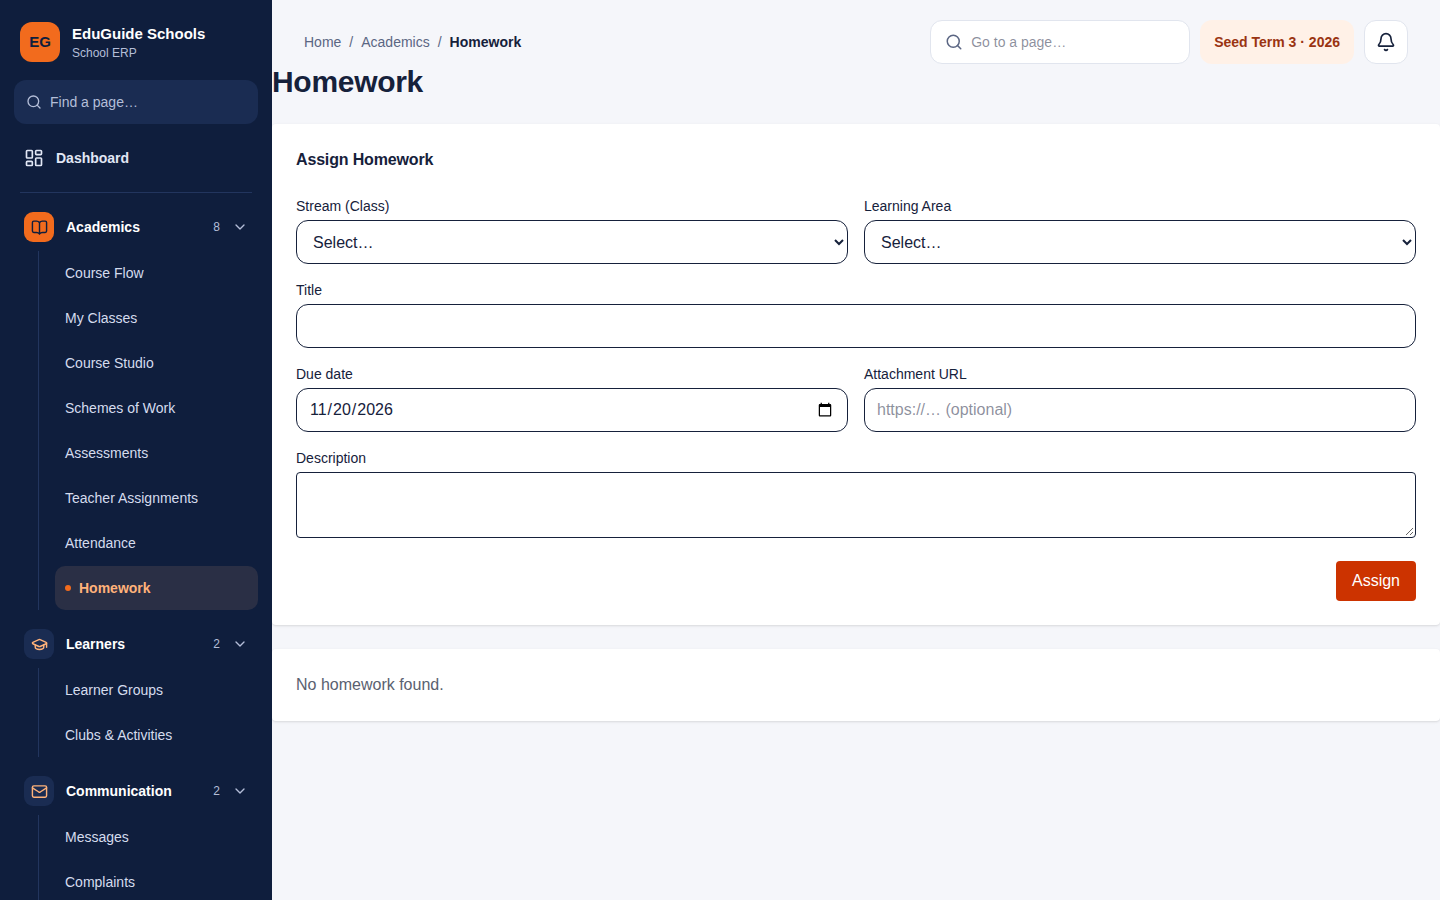 EG
EduGuide Schools
School ERP
Find a page…
Dashboard
Academics 8
Course Flow
My Classes
Course Studio
Schemes of Work
Assessments
Teacher Assignments
Attendance
Homework
Learners 2
Learner Groups
Clubs & Activities
Communication 2
Messages
Complaints
Home / Academics / Homework
Go to a page…
Seed Term 3 · 2026
Homework
Assign Homework
Stream (Class)
Select…
Learning Area
Select…
Title
Due date
11/20/2026
Attachment URL
https://… (optional)
Description
Assign
No homework found.